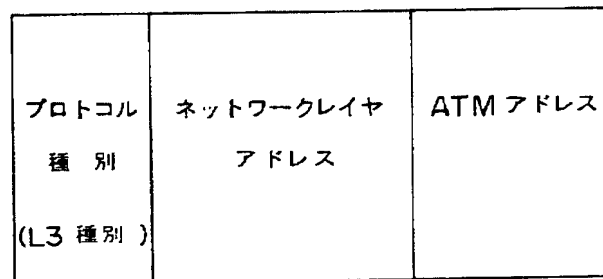 プロトコル
種別
(L3 種別)
ネットワークレイヤ
アドレス
ATM アドレス